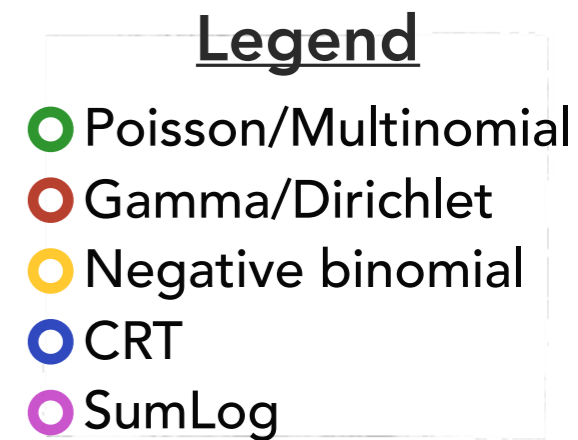 Legend
Poisson/Multinomial
Gamma/Dirichlet
Negative binomial
CRT
SumLog